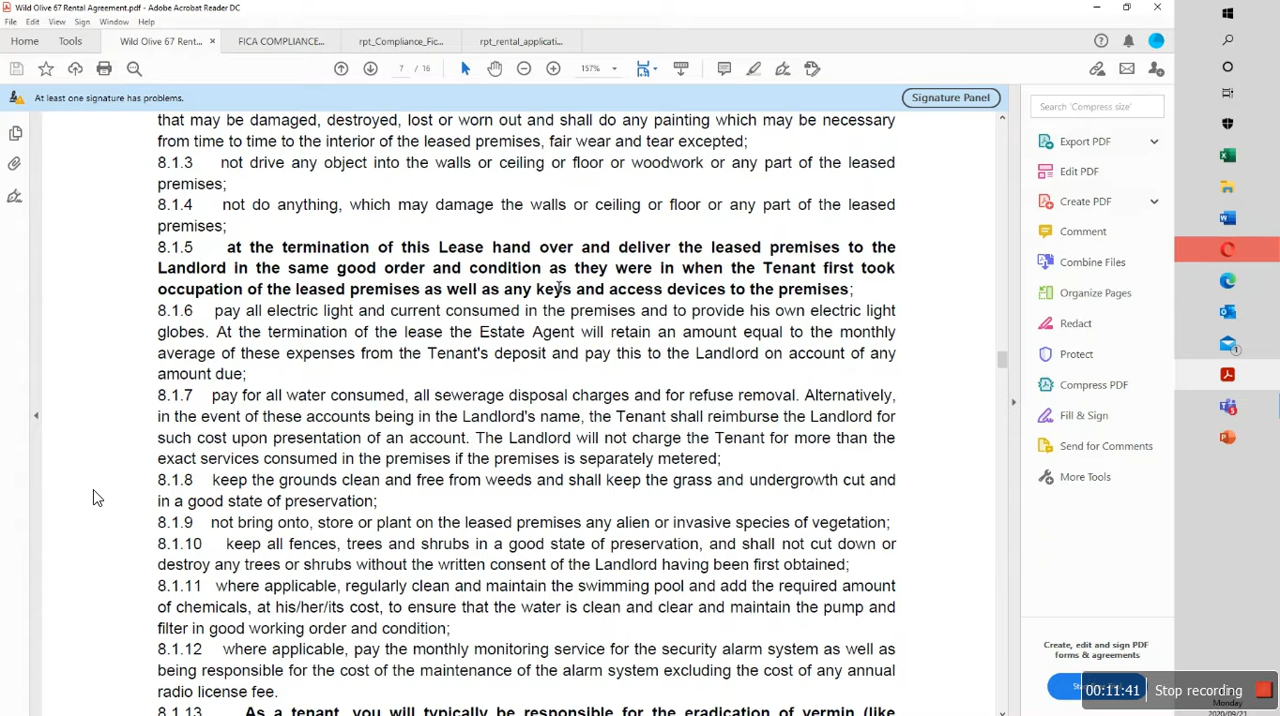 Wild Olive 67 Rental Agreement.pdf - Adobe Acrobat Reader DC
File Edit View Sign Window Help
Home Tools Wild Olive 67 Rent... × FICA COMPLIANCE... rpt_Compliance_Fic... rpt_rental_applicati...
7 / 16 157%
At least one signature has problems. Signature Panel
that may be damaged, destroyed, lost or worn out and shall do any painting which may be necessary
from time to time to the interior of the leased premises, fair wear and tear excepted;
8.1.3 not drive any object into the walls or ceiling or floor or woodwork or any part of the leased
premises;
8.1.4 not do anything, which may damage the walls or ceiling or floor or any part of the leased
premises;
8.1.5 at the termination of this Lease hand over and deliver the leased premises to the
Landlord in the same good order and condition as they were in when the Tenant first took
occupation of the leased premises as well as any keys and access devices to the premises;
8.1.6 pay all electric light and current consumed in the premises and to provide his own electric light
globes. At the termination of the lease the Estate Agent will retain an amount equal to the monthly
average of these expenses from the Tenant's deposit and pay this to the Landlord on account of any
amount due;
8.1.7 pay for all water consumed, all sewerage disposal charges and for refuse removal. Alternatively,
in the event of these accounts being in the Landlord's name, the Tenant shall reimburse the Landlord for
such cost upon presentation of an account. The Landlord will not charge the Tenant for more than the
exact services consumed in the premises if the premises is separately metered;
8.1.8 keep the grounds clean and free from weeds and shall keep the grass and undergrowth cut and
in a good state of preservation;
8.1.9 not bring onto, store or plant on the leased premises any alien or invasive species of vegetation;
8.1.10 keep all fences, trees and shrubs in a good state of preservation, and shall not cut down or
destroy any trees or shrubs without the written consent of the Landlord having been first obtained;
8.1.11 where applicable, regularly clean and maintain the swimming pool and add the required amount
of chemicals, at his/her/its cost, to ensure that the water is clean and clear and maintain the pump and
filter in good working order and condition;
8.1.12 where applicable, pay the monthly monitoring service for the security alarm system as well as
being responsible for the cost of the maintenance of the alarm system excluding the cost of any annual
radio license fee.
8.1.13 As a tenant, you will typically be responsible for the eradication of vermin (like
Search 'Compress size'
Export PDF
Edit PDF
Create PDF
Comment
Combine Files
Organize Pages
Redact
Protect
Compress PDF
Fill & Sign
Send for Comments
More Tools
Create, edit and sign PDF
forms & agreements
00:11:41 Stop recording
Monday
2020/09/21